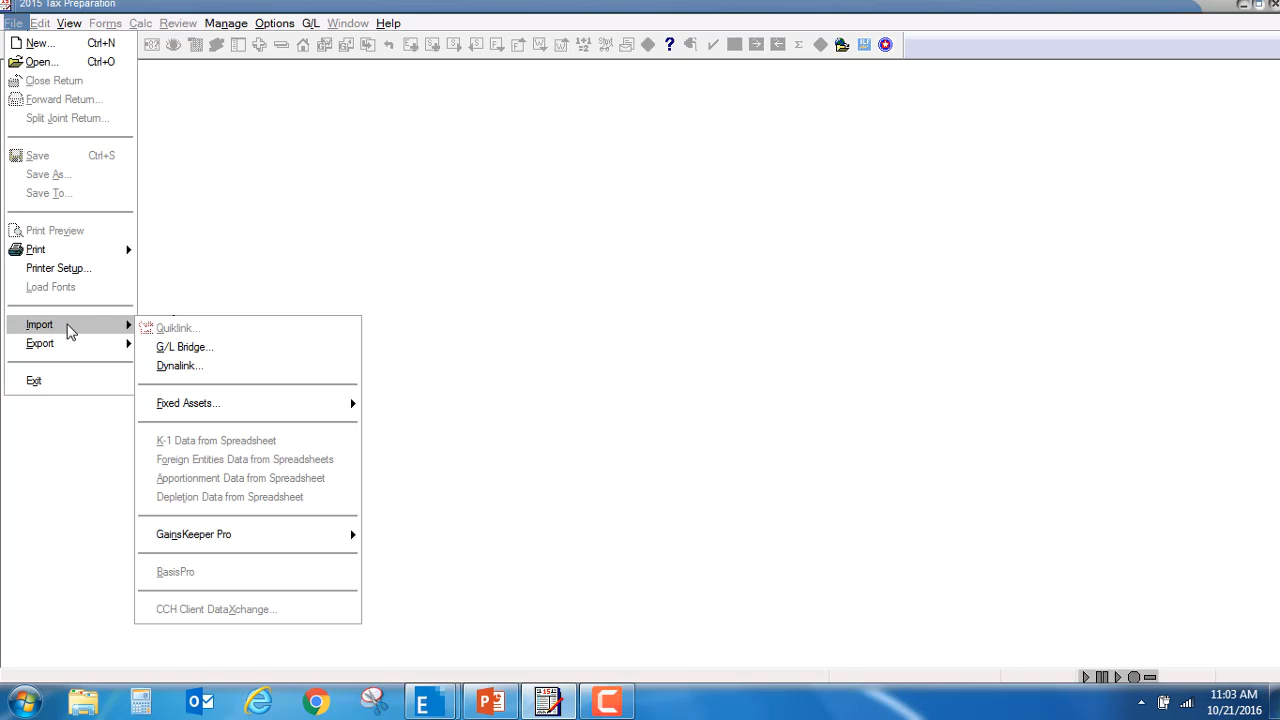 2015 Tax Preparation
File Edit View Forms Calc Review Manage Options G/L Window Help
New... Ctrl+N
Open... Ctrl+O
Close Return
Forward Return...
Split Joint Return...
Save Ctrl+S
Save As...
Save To...
Print Preview
Print
Printer Setup...
Load Fonts
Import
Export
Exit
Quiklink...
G/L Bridge...
Dynalink...
Fixed Assets...
K-1 Data from Spreadsheet
Foreign Entities Data from Spreadsheets
Apportionment Data from Spreadsheet
Depletion Data from Spreadsheet
GainsKeeper Pro
BasisPro
CCH Client DataXchange...
11:03 AM
10/21/2016